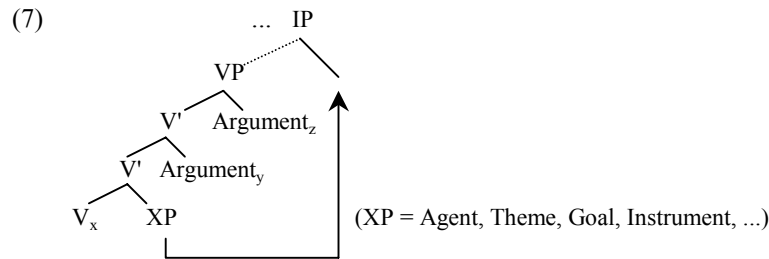 (7)
... IP
VP
V' Argument_z
V' Argument_y
V_x XP (XP = Agent, Theme, Goal, Instrument, ...)